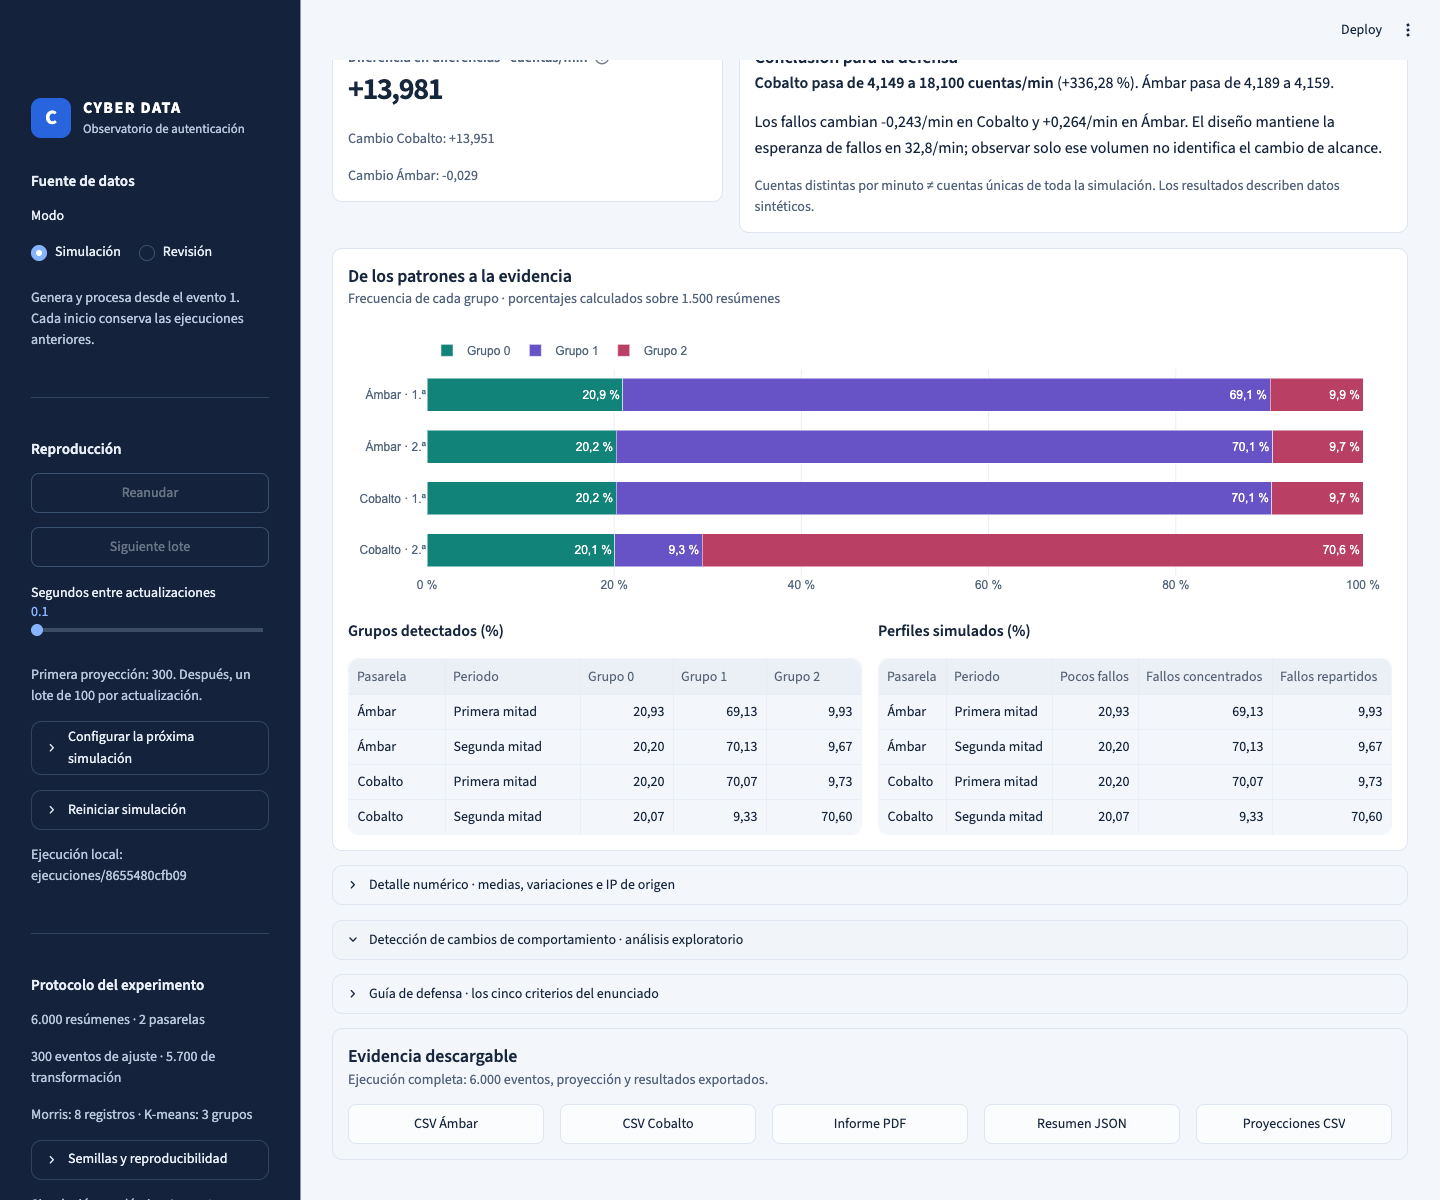 Deploy
C
CYBER DATA
Observatorio de autenticación
Fuente de datos
Modo
Simulación
Revisión
Genera y procesa desde el evento 1.
Cada inicio conserva las ejecuciones
anteriores.
Reproducción
Reanudar
Siguiente lote
Segundos entre actualizaciones
0.1
Primera proyección: 300. Después, un
lote de 100 por actualización.
Configurar la próxima
simulación
Reiniciar simulación
Ejecución local:
ejecuciones/8655480cfb09
Protocolo del experimento
6.000 resúmenes · 2 pasarelas
300 eventos de ajuste · 5.700 de
transformación
Morris: 8 registros · K-means: 3 grupos
Semillas y reproducibilidad
Diferencia en diferencias · cuentas/min
+13,981
Cambio Cobalto: +13,951
Cambio Ámbar: -0,029
Conclusión para la defensa
Cobalto pasa de 4,149 a 18,100 cuentas/min (+336,28 %). Ámbar pasa de 4,189 a 4,159.
Los fallos cambian -0,243/min en Cobalto y +0,264/min en Ámbar. El diseño mantiene la
esperanza de fallos en 32,8/min; observar solo ese volumen no identifica el cambio de alcance.
Cuentas distintas por minuto ≠ cuentas únicas de toda la simulación. Los resultados describen datos
sintéticos.
De los patrones a la evidencia
Frecuencia de cada grupo · porcentajes calculados sobre 1.500 resúmenes
Grupo 0 Grupo 1 Grupo 2
Ámbar · 1.ª 20,9 % 69,1 % 9,9 %
Ámbar · 2.ª 20,2 % 70,1 % 9,7 %
Cobalto · 1.ª 20,2 % 70,1 % 9,7 %
Cobalto · 2.ª 20,1 % 9,3 % 70,6 %
0 % 20 % 40 % 60 % 80 % 100 %
Grupos detectados (%)
Pasarela Periodo Grupo 0 Grupo 1 Grupo 2
Ámbar Primera mitad 20,93 69,13 9,93
Ámbar Segunda mitad 20,20 70,13 9,67
Cobalto Primera mitad 20,20 70,07 9,73
Cobalto Segunda mitad 20,07 9,33 70,60
Perfiles simulados (%)
Pasarela Periodo Pocos fallos Fallos concentrados Fallos repartidos
Ámbar Primera mitad 20,93 69,13 9,93
Ámbar Segunda mitad 20,20 70,13 9,67
Cobalto Primera mitad 20,20 70,07 9,73
Cobalto Segunda mitad 20,07 9,33 70,60
Detalle numérico · medias, variaciones e IP de origen
Detección de cambios de comportamiento · análisis exploratorio
Guía de defensa · los cinco criterios del enunciado
Evidencia descargable
Ejecución completa: 6.000 eventos, proyección y resultados exportados.
CSV Ámbar
CSV Cobalto
Informe PDF
Resumen JSON
Proyecciones CSV